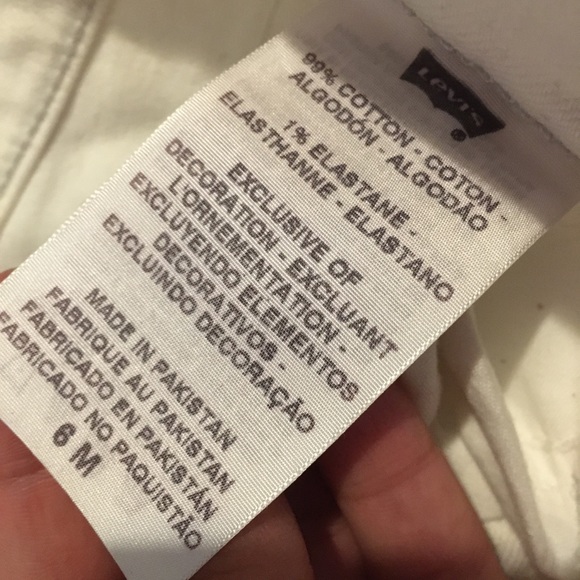 Levi's
®
99% COTTON - COTON -
ALGODÓN - ALGODÃO
1% ELASTANE -
ELASTHANNE - ELASTANO
EXCLUSIVE OF
DECORATION - EXCLUANT
L'ORNEMENTATION -
EXCLUYENDO ELEMENTOS
DECORATIVOS -
EXCLUINDO DECORAÇÃO
MADE IN PAKISTAN
FABRIQUE AU PAKISTAN
FABRICADO EN PAKISTÁN
FABRICADO NO PAQUISTÃO
6 M